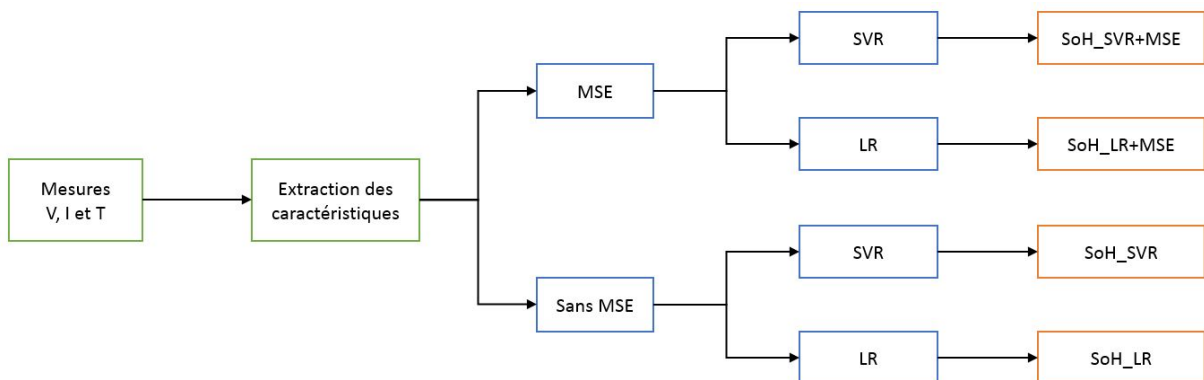 Mesures
V, I et T
Extraction des
caractéristiques
MSE
SVR
SoH_SVR+MSE
LR
SoH_LR+MSE
Sans MSE
SVR
SoH_SVR
LR
SoH_LR